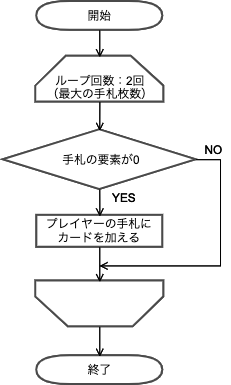 開始
ループ回数：2回
（最大の手札枚数）
手札の要素が0
NO
YES
プレイヤーの手札に
カードを加える
終了